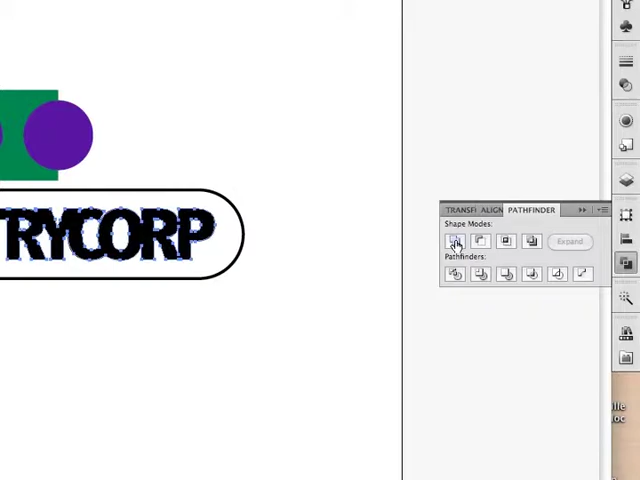 TRYCORP
TRANSFI ALIGN PATHFINDER
Shape Modes:
Expand
Pathfinders: